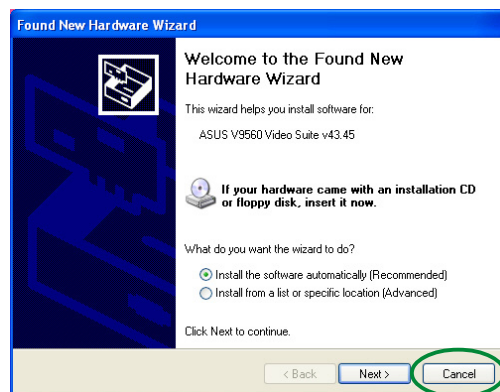 Found New Hardware Wizard
Welcome to the Found New
Hardware Wizard
This wizard helps you install software for:
ASUS V9560 Video Suite v43.45
If your hardware came with an installation CD
or floppy disk, insert it now.
What do you want the wizard to do?
Install the software automatically (Recommended)
Install from a list or specific location (Advanced)
Click Next to continue.
< Back Next > Cancel